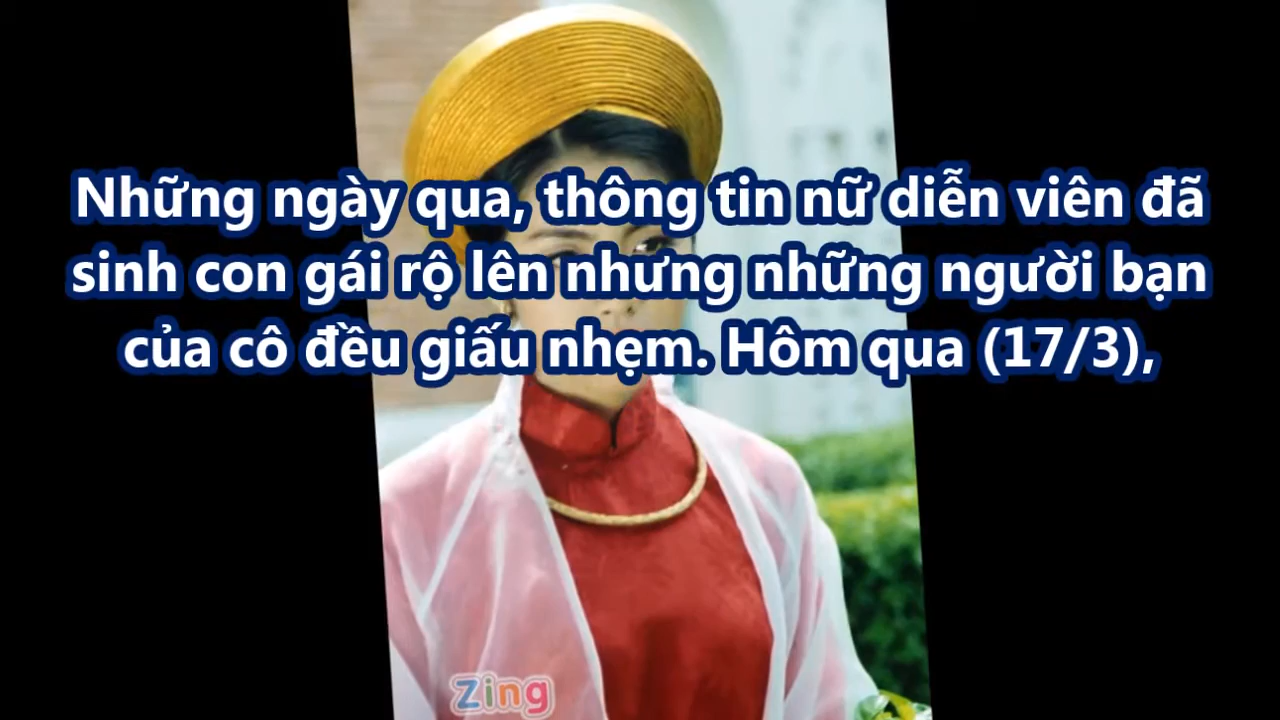 Những ngày qua, thông tin nữ diễn viên đã
sinh con gái rộ lên nhưng những người bạn
của cô đều giấu nhẹm. Hôm qua (17/3),
Zing